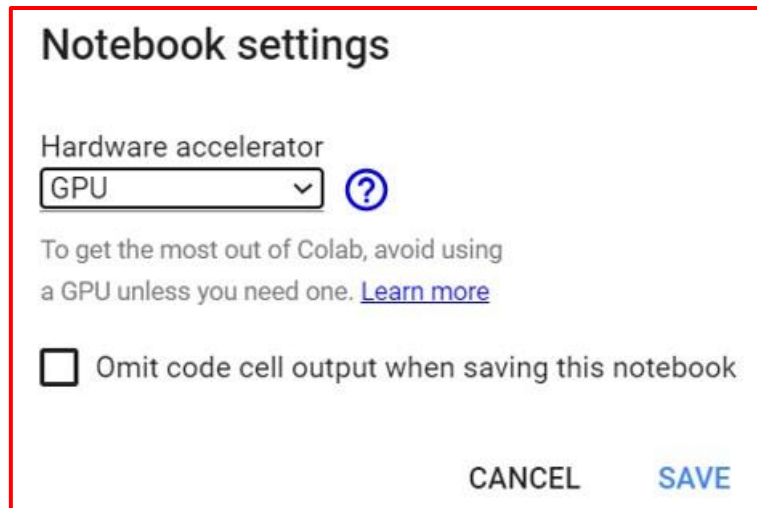 Notebook settings
Hardware accelerator
GPU
To get the most out of Colab, avoid using
a GPU unless you need one. Learn more
Omit code cell output when saving this notebook
CANCEL SAVE